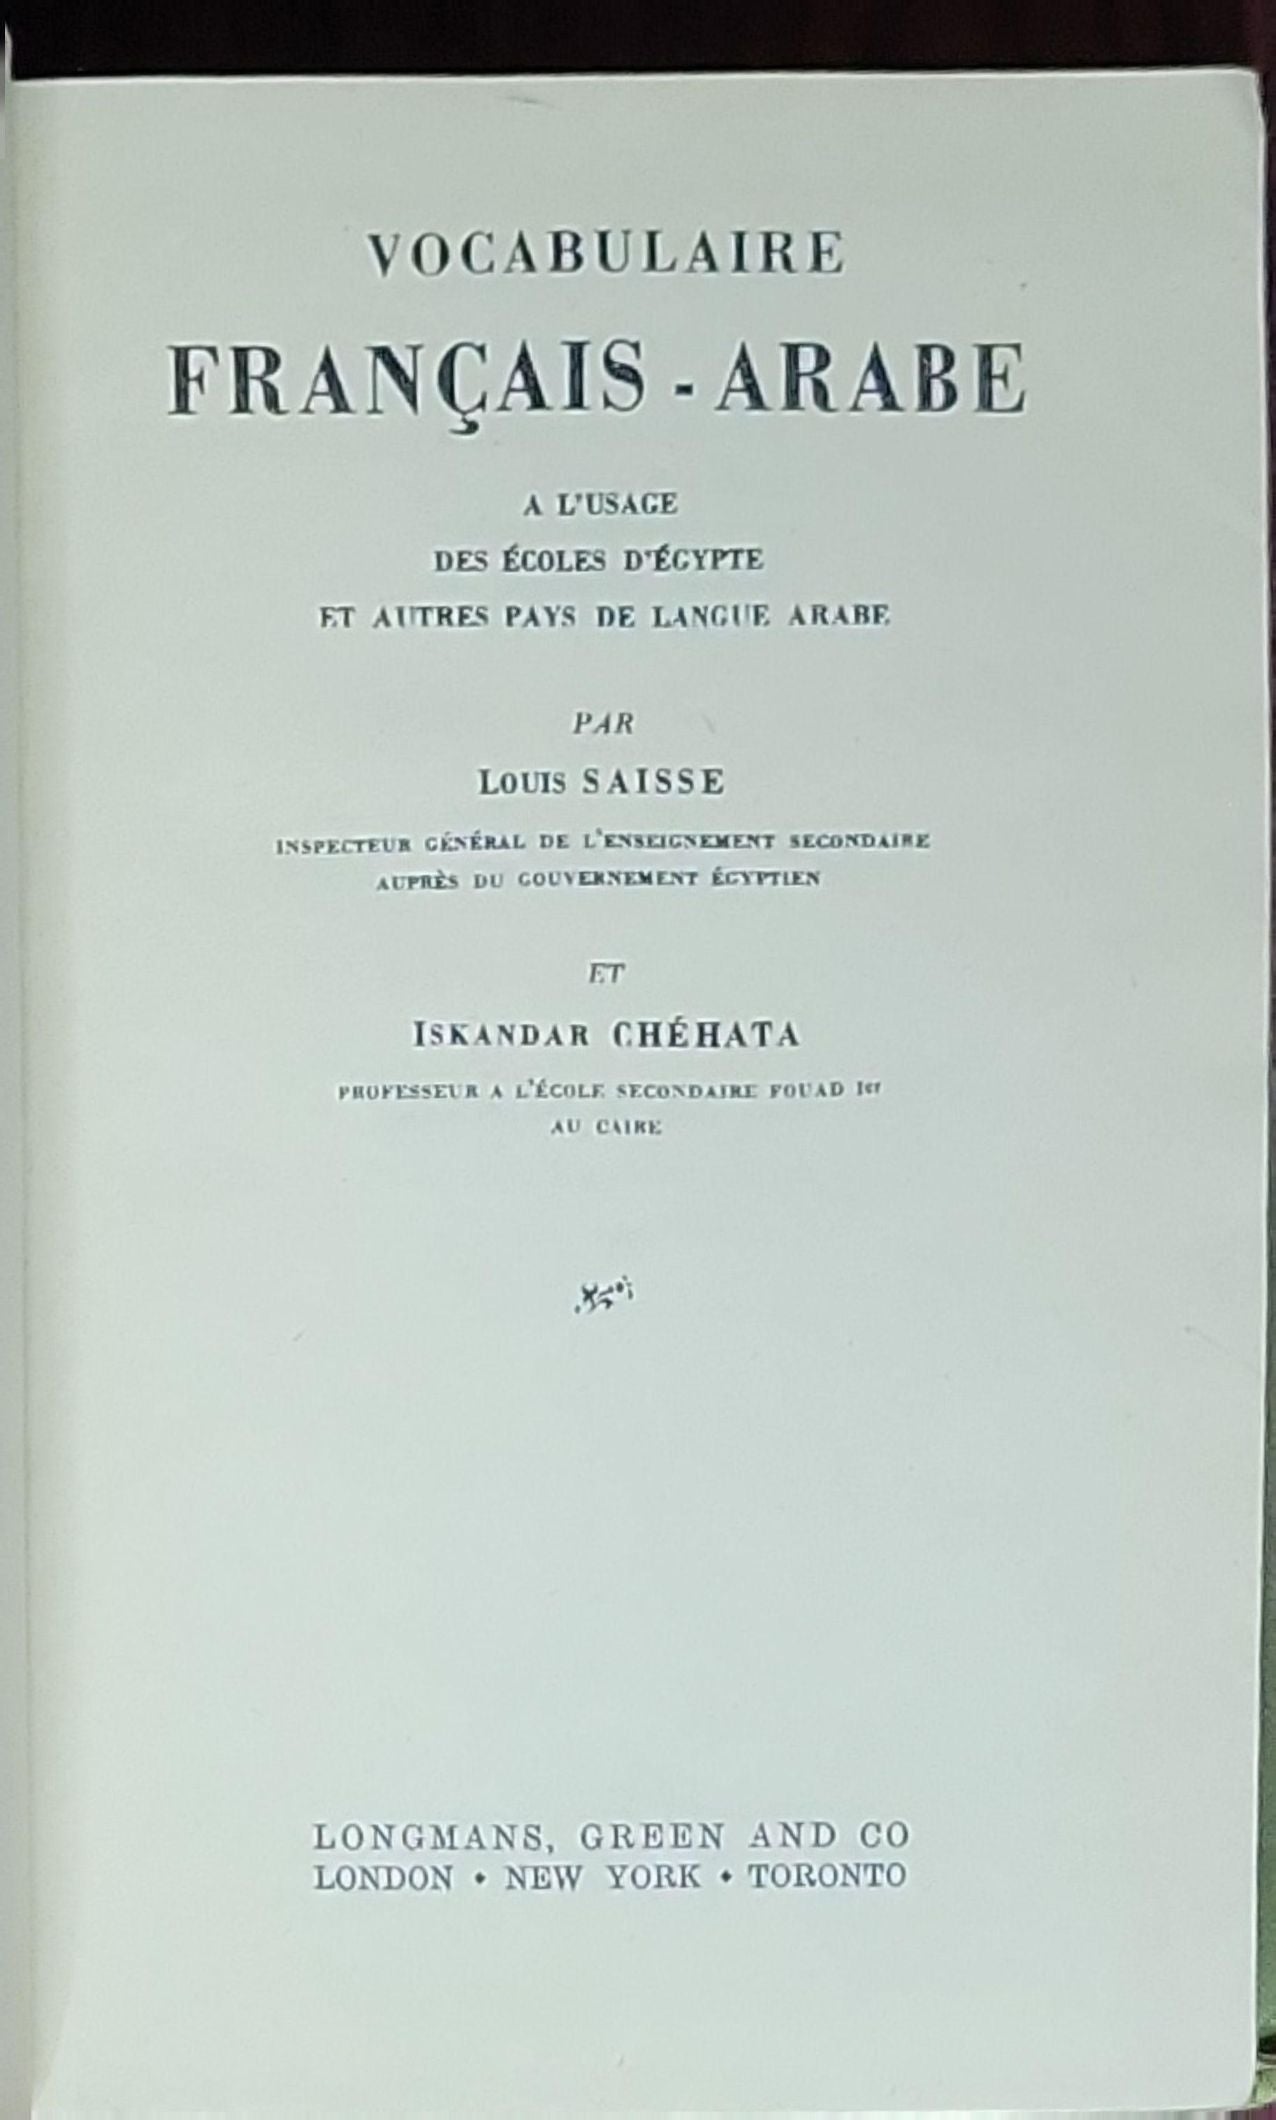 VOCABULAIRE
FRANÇAIS - ARABE
A L'USAGE
DES ÉCOLES D'ÉGYPTE
ET AUTRES PAYS DE LANGUE ARABE
PAR
LOUIS SAISSE
INSPECTEUR GÉNÉRAL DE L'ENSEIGNEMENT SECONDAIRE
AUPRÈS DU GOUVERNEMENT ÉGYPTIEN
ET
ISKANDAR CHÉHATA
PROFESSEUR A L'ÉCOLE SECONDAIRE FOUAD Ier
AU CAIRE
LONGMANS, GREEN AND CO
LONDON • NEW YORK • TORONTO